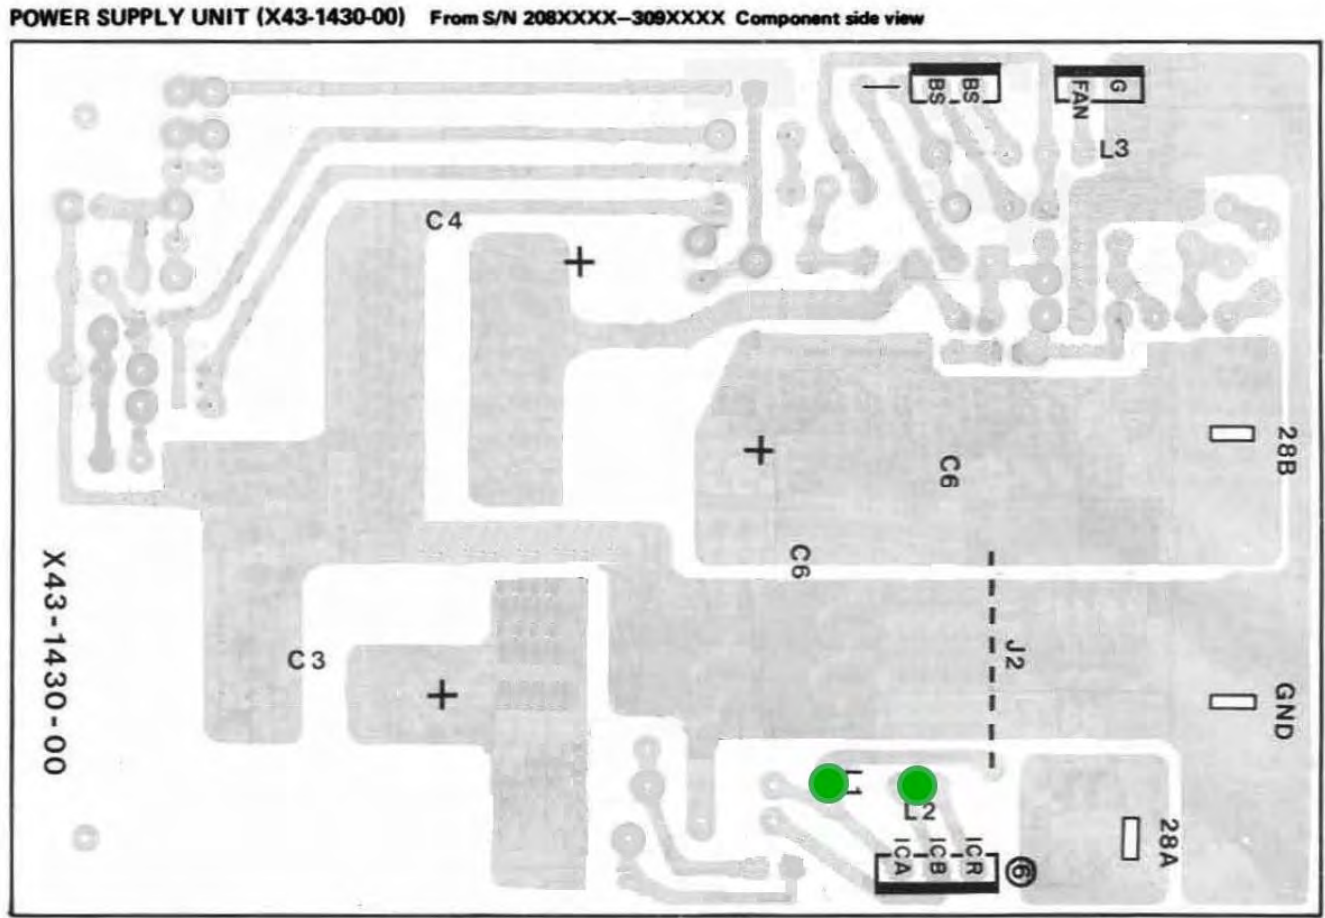 POWER SUPPLY UNIT (X43-1430-00) From S/N 208XXXX—309XXXX Component side view
BS BS
FAN G
L3
C4
+
28B
+
C6
C6
X43-1430-00
J2
C3
+
GND
L2
28A
ICA ICB ICR
⑥